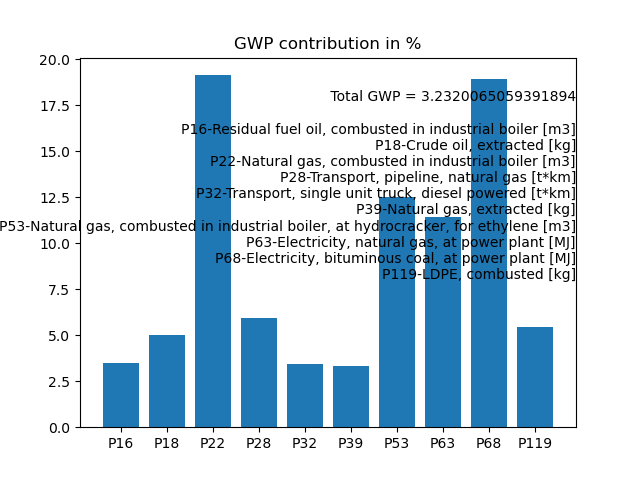 GWP contribution in %
20.0
17.5
15.0
12.5
10.0
7.5
5.0
2.5
0.0
Total GWP = 3.2320065059391894
P16-Residual fuel oil, combusted in industrial boiler [m3]
P18-Crude oil, extracted [kg]
P22-Natural gas, combusted in industrial boiler [m3]
P28-Transport, pipeline, natural gas [t*km]
P32-Transport, single unit truck, diesel powered [t*km]
P39-Natural gas, extracted [kg]
P53-Natural gas, combusted in industrial boiler, at hydrocracker, for ethylene [m3]
P63-Electricity, natural gas, at power plant [MJ]
P68-Electricity, bituminous coal, at power plant [MJ]
P119-LDPE, combusted [kg]
P16 P18 P22 P28 P32 P39 P53 P63 P68 P119